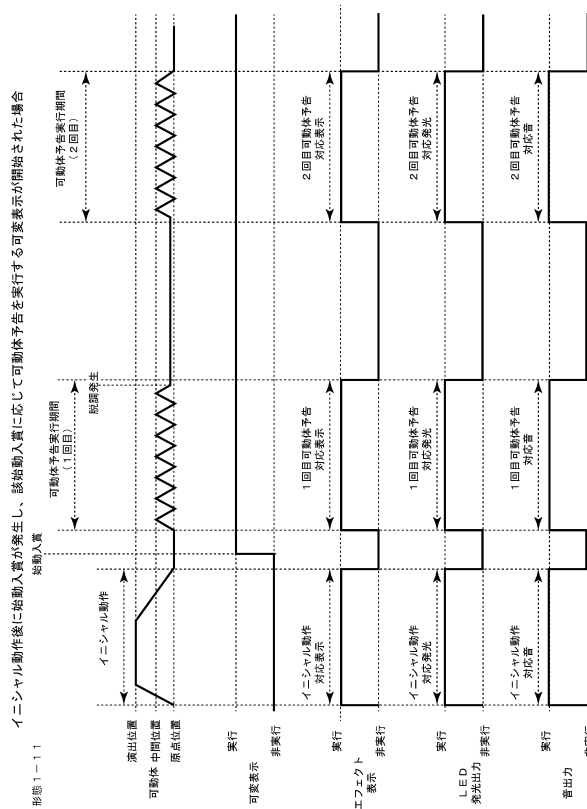 形態１－１１
イニシャル動作後に始動入賞が発生し、該始動入賞に応じて可動体予告を実行する可変表示が開始された場合
始動入賞
可動体予告実行期間
（１回目）
脱調発生
可動体予告実行期間
（２回目）
イニシャル動作
演出位置
可動体 中間位置
原点位置
実行
可変表示
非実行
実行
エフェクト
表示
非実行
イニシャル動作
対応表示
１回目可動体予告
対応表示
２回目可動体予告
対応表示
実行
ＬＥＤ
発光出力
非実行
イニシャル動作
対応発光
１回目可動体予告
対応発光
２回目可動体予告
対応発光
実行
音出力
非実行
イニシャル動作
対応音
１回目可動体予告
対応音
２回目可動体予告
対応音